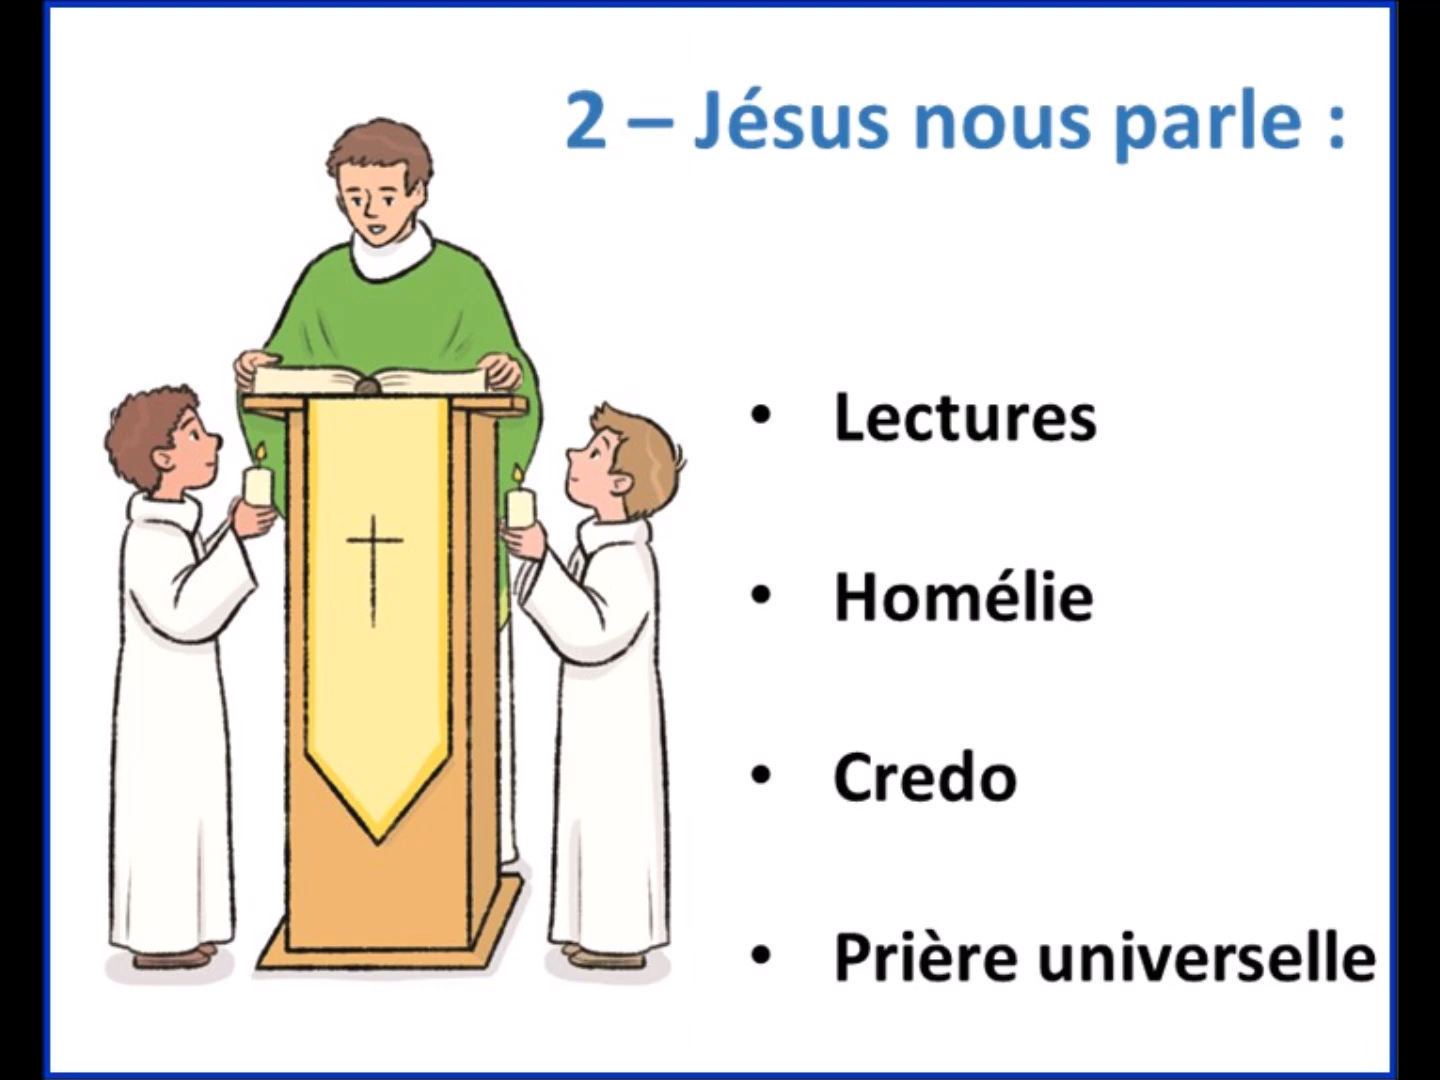 2 – Jésus nous parle :
• Lectures
• Homélie
• Credo
• Prière universelle